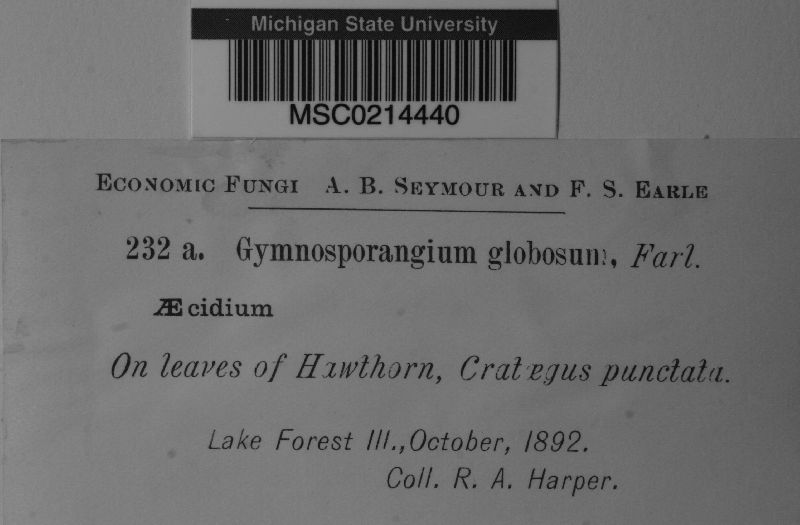 Michigan State University
MSC0214440
ECONOMIC FUNGI A. B. SEYMOUR AND F. S. EARLE
232 a. Gymnosporangium globosum, Farl.
Æcidium
On leaves of Hawthorn, Cratægus punctata.
Lake Forest Ill., October, 1892.
Coll. R. A. Harper.